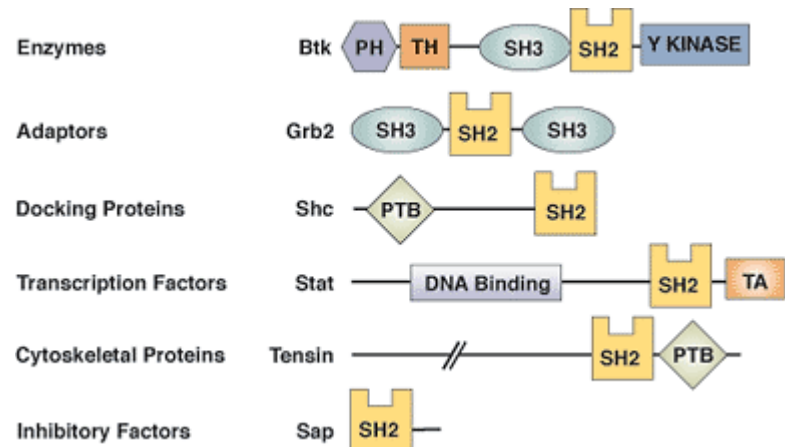 Enzymes Btk PH TH SH3 SH2 Y KINASE
Adaptors Grb2 SH3 SH2 SH3
Docking Proteins Shc PTB SH2
Transcription Factors Stat DNA Binding SH2 TA
Cytoskeletal Proteins Tensin SH2 PTB
Inhibitory Factors Sap SH2